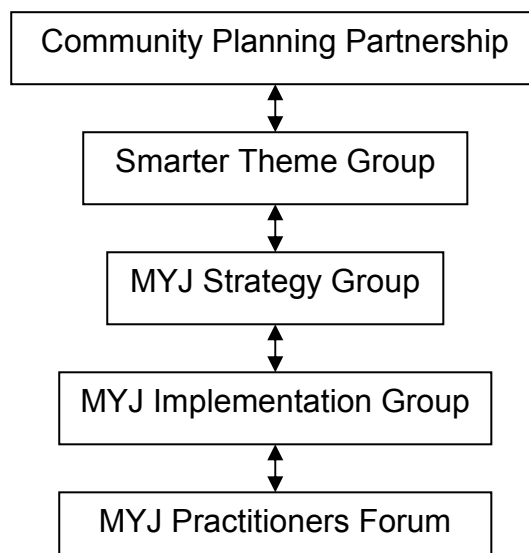 Community Planning Partnership
Smarter Theme Group
MYJ Strategy Group
MYJ Implementation Group
MYJ Practitioners Forum